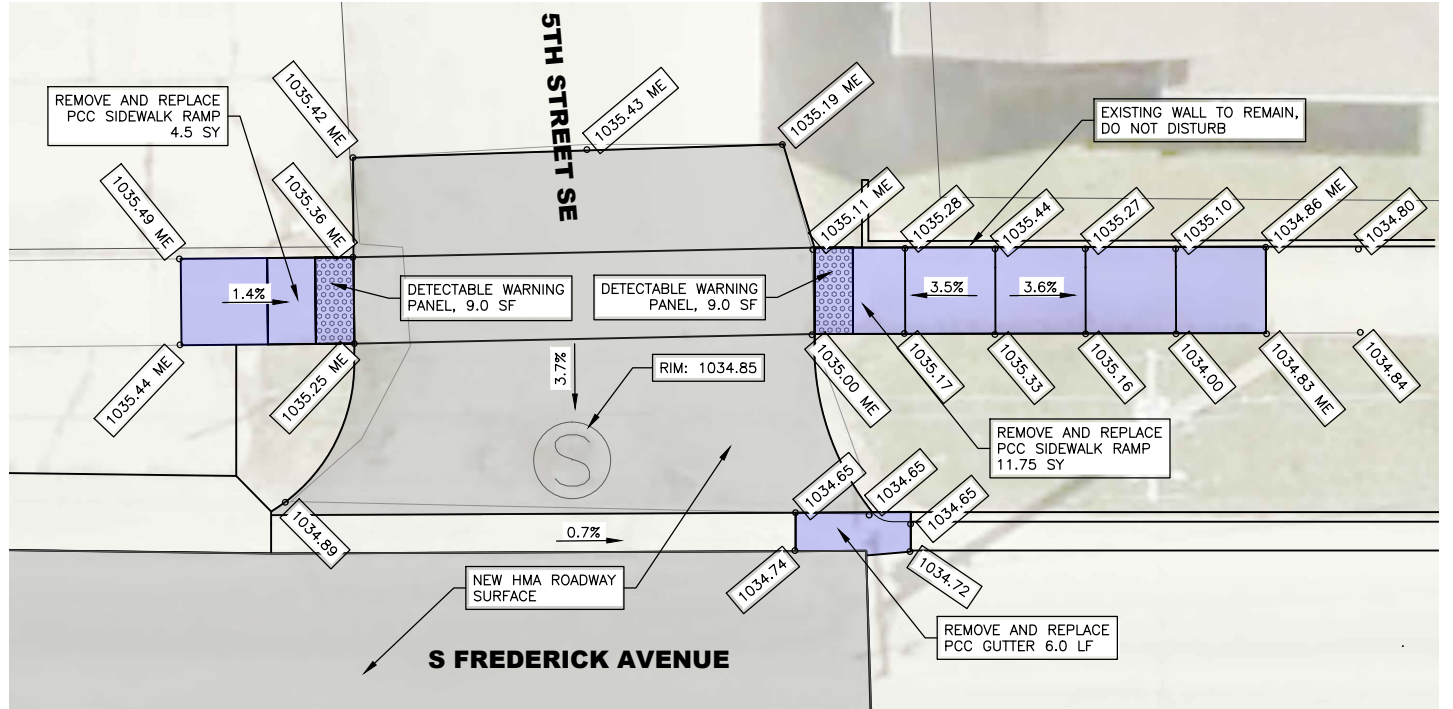 5TH STREET SE
1035.43 ME
1035.19 ME
1035.42 ME
REMOVE AND REPLACE
PCC SIDEWALK RAMP
4.5 SY
EXISTING WALL TO REMAIN,
DO NOT DISTURB
1035.49 ME
1035.36 ME
1035.11 ME
1035.28
1035.44
1035.27
1035.10
1034.86 ME
1034.80
1.4%
DETECTABLE WARNING
PANEL, 9.0 SF
DETECTABLE WARNING
PANEL, 9.0 SF
3.5%
3.6%
3.7%
RIM: 1034.85
1035.44 ME
1035.25 ME
1035.00 ME
1035.17
1035.33
1035.16
1034.00
1034.83 ME
1034.84
S
REMOVE AND REPLACE
PCC SIDEWALK RAMP
11.75 SY
1034.65
1034.65
1034.65
1034.89
0.7%
1034.74
1034.72
NEW HMA ROADWAY
SURFACE
REMOVE AND REPLACE
PCC GUTTER 6.0 LF
S FREDERICK AVENUE